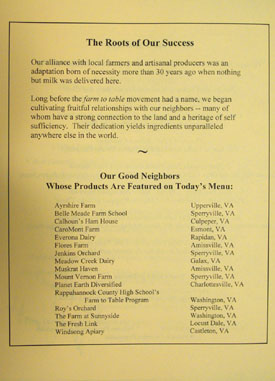 The Roots of Our Success
Our alliance with local farmers and artisanal producers was an
adaptation born of necessity more than 30 years ago when nothing
but milk was delivered here.
Long before the farm to table movement had a name, we began
cultivating fruitful relationships with our neighbors -- many of
whom have a strong connection to the land and a heritage of self
sufficiency. Their dedication yields ingredients unparalleled
anywhere else in the world.
~
Our Good Neighbors
Whose Products Are Featured on Today's Menu:
Ayrshire Farm Upperville, VA
Belle Meade Farm School Sperryville, VA
Calhoun's Ham House Culpeper, VA
CaroMont Farm Esmont, VA
Everona Dairy Rapidan, VA
Flores Farm Amissville, VA
Jenkins Orchard Sperryville, VA
Meadow Creek Dairy Galax, VA
Muskrat Haven Amissville, VA
Mount Vernon Farm Sperryville, VA
Planet Earth Diversified Charlottesville, VA
Rappahannock County High School's
Farm to Table Program Washington, VA
Roy's Orchard Sperryville, VA
The Farm at Sunnyside Washington, VA
The Fresh Link Locust Dale, VA
Windsong Apiary Castleton, VA